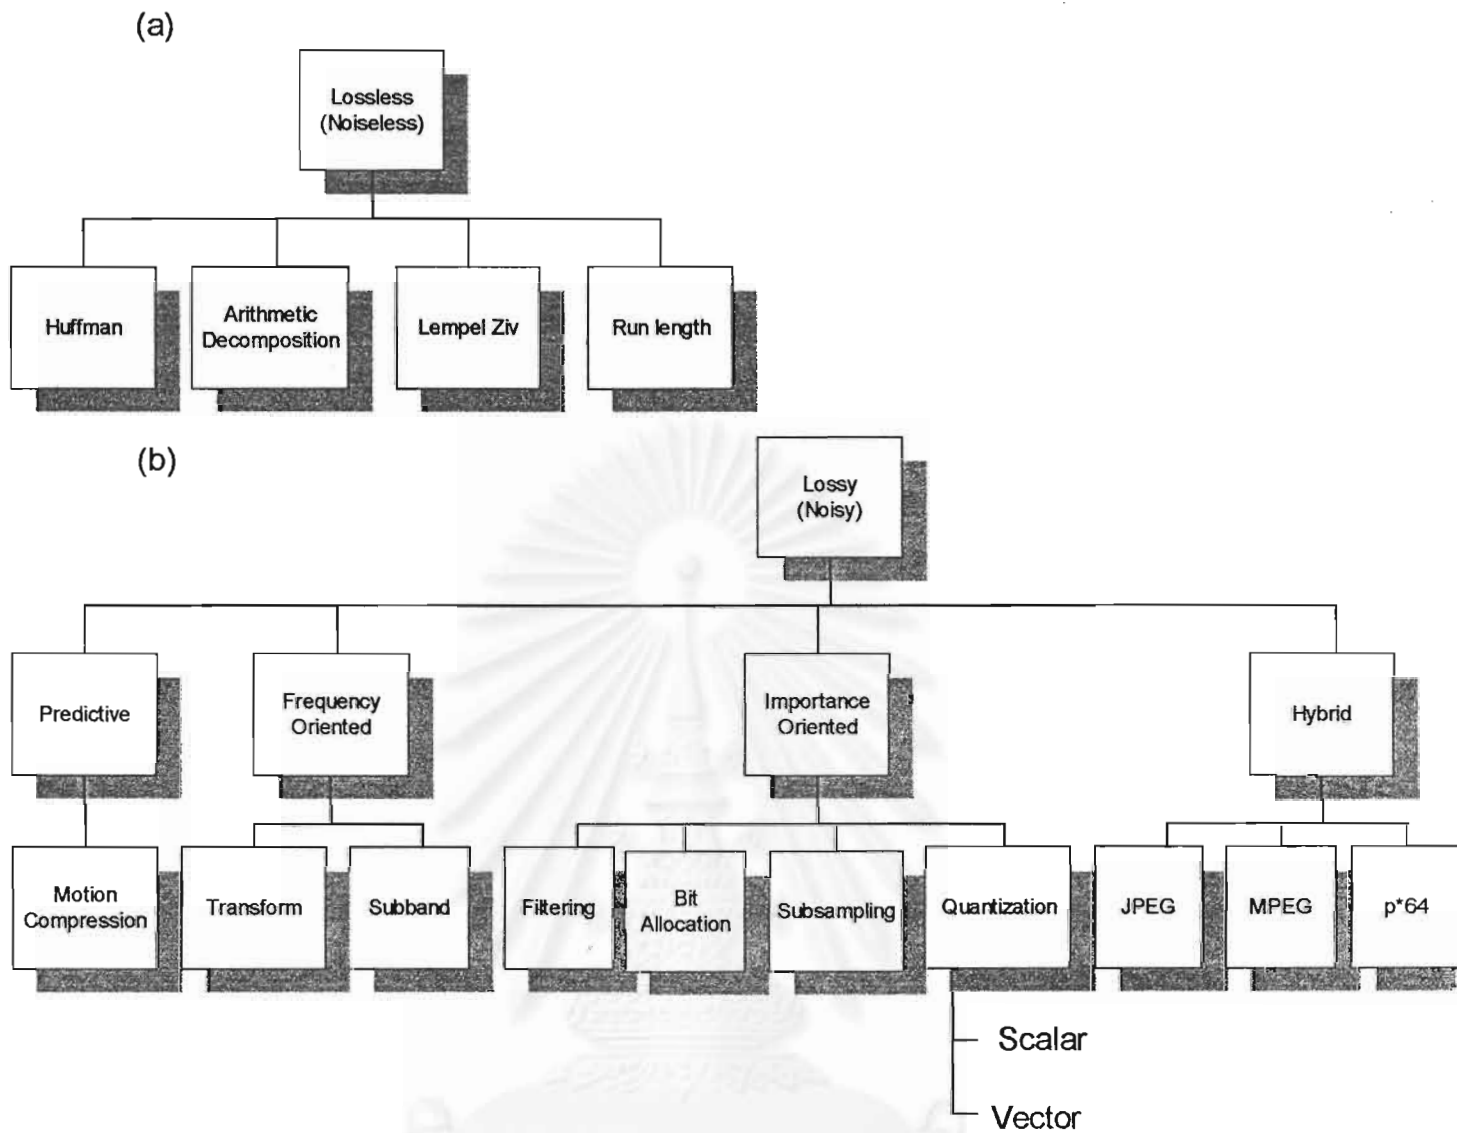 (a)
Lossless
(Noiseless)
Huffman
Arithmetic
Decomposition
Lempel Ziv
Run length
(b)
Lossy
(Noisy)
Predictive
Frequency
Oriented
Importance
Oriented
Hybrid
Motion
Compression
Transform
Subband
Filtering
Bit
Allocation
Subsampling
Quantization
JPEG
MPEG
p*64
Scalar
Vector